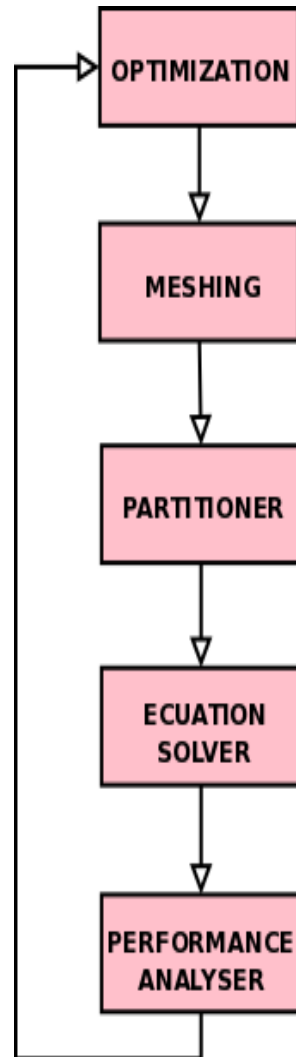 OPTIMIZATION
MESHING
PARTITIONER
ECUATION
SOLVER
PERFORMANCE
ANALYSER